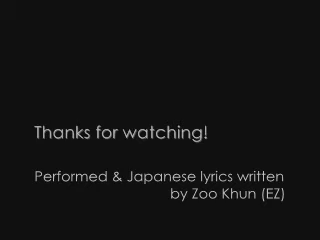 Thanks for watching!
Performed & Japanese lyrics written
by Zoo Khun (EZ)